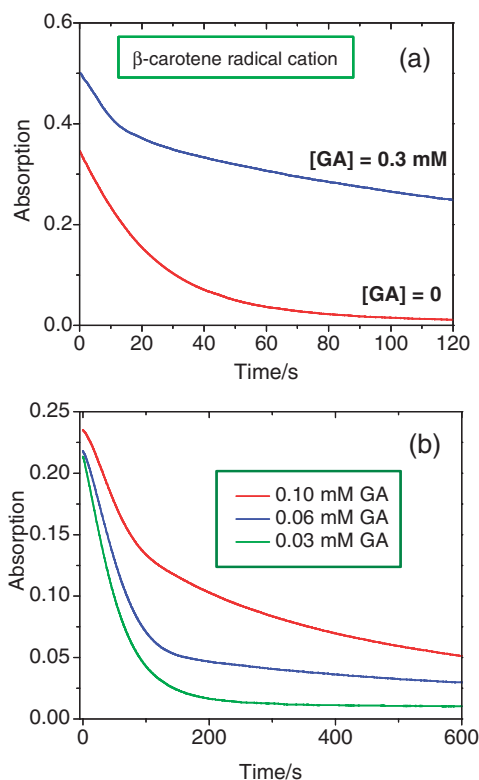 0.6
β-carotene radical cation
(a)
0.4
Absorption
[GA] = 0.3 mM
0.2
[GA] = 0
0.0
0 20 40 60 80 100 120
Time/s
0.25
(b)
0.20
0.10 mM GA
0.06 mM GA
0.03 mM GA
0.15
Absorption
0.10
0.05
0.00
0 200 400 600
Time/s